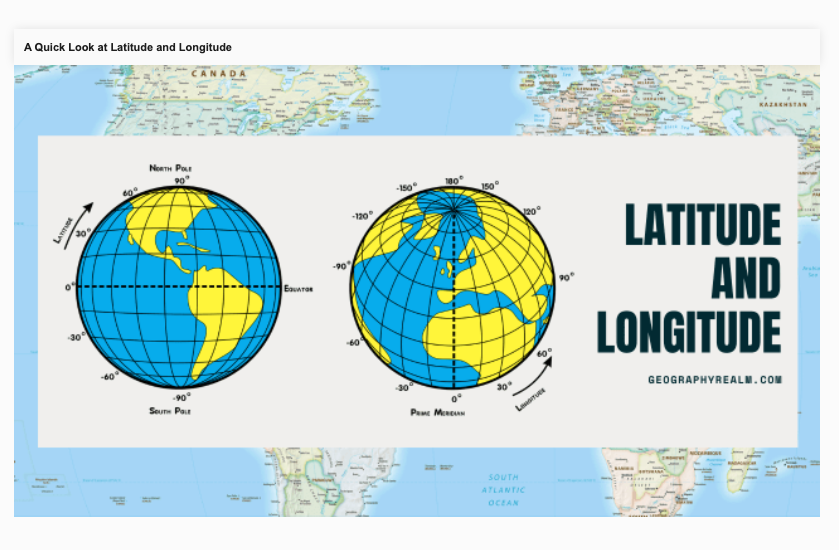 A Quick Look at Latitude and Longitude
CANADA
KAZAKHSTAN
UKRAINE
FRANCE
North Pole
90°
60°
Latitude
30°
0°
Equator
-30°
-60°
-90°
South Pole
180°
-150°
150°
-120°
120°
-90°
90°
-60°
60°
-30°
30°
0°
Longitude
Prime Meridian
LATITUDE
AND
LONGITUDE
GEOGRAPHYREALM.COM
SOUTH
ATLANTIC
OCEAN